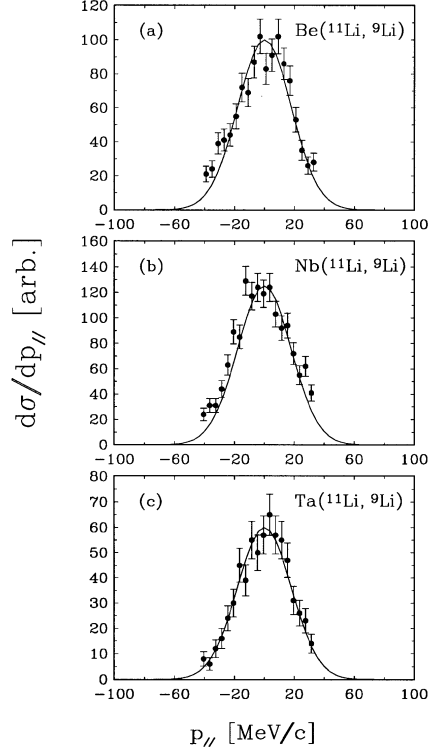 120
100
80
60
40
20
0
(a)
Be(¹¹Li, ⁹Li)
−100 −60 −20 20 60 100
160
140
120
100
80
60
40
20
0
(b)
Nb(¹¹Li, ⁹Li)
−100 −60 −20 20 60 100
80
70
60
50
40
30
20
10
0
(c)
Ta(¹¹Li, ⁹Li)
−100 −60 −20 20 60 100
dσ/dp// [arb.]
p// [MeV/c]